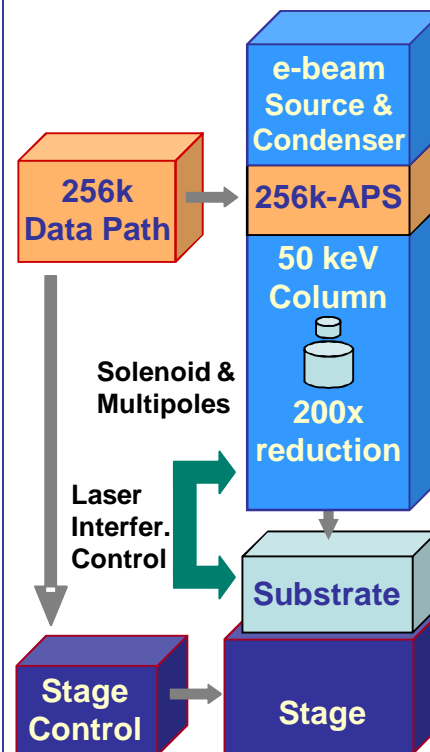 e-beam
Source &
Condenser
256k
Data Path
256k-APS
50 keV
Column
Solenoid &
Multipoles
200x
reduction
Laser
Interfer.
Control
Substrate
Stage
Control
Stage